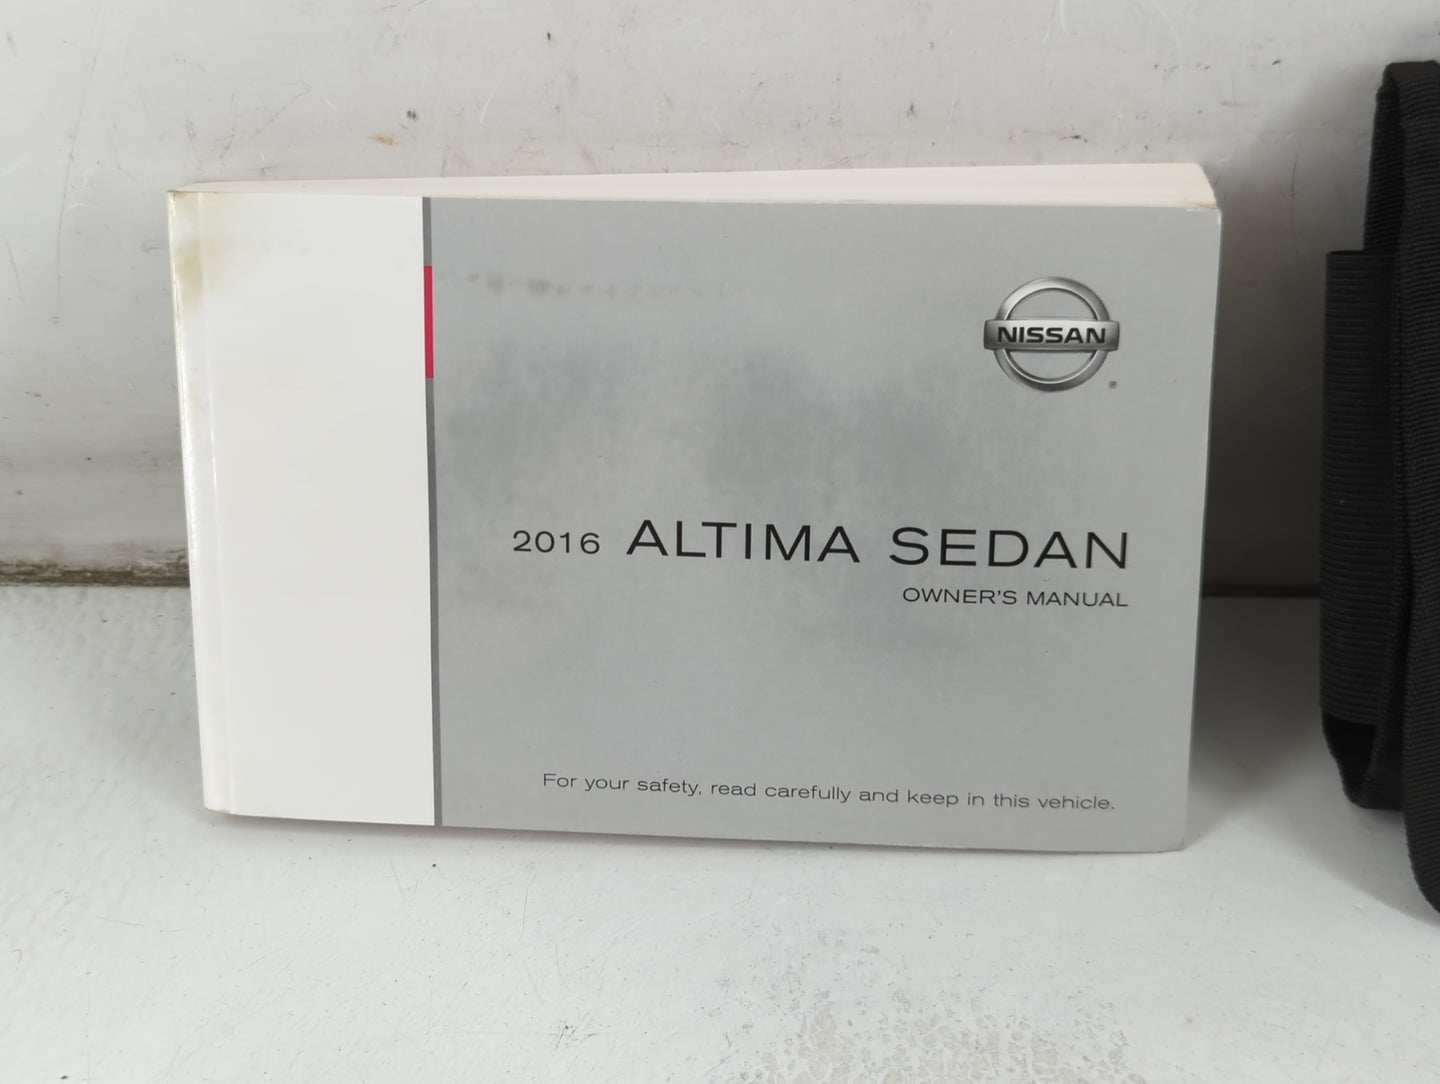 NISSAN
®
2016 ALTIMA SEDAN
OWNER'S MANUAL
For your safety, read carefully and keep in this vehicle.